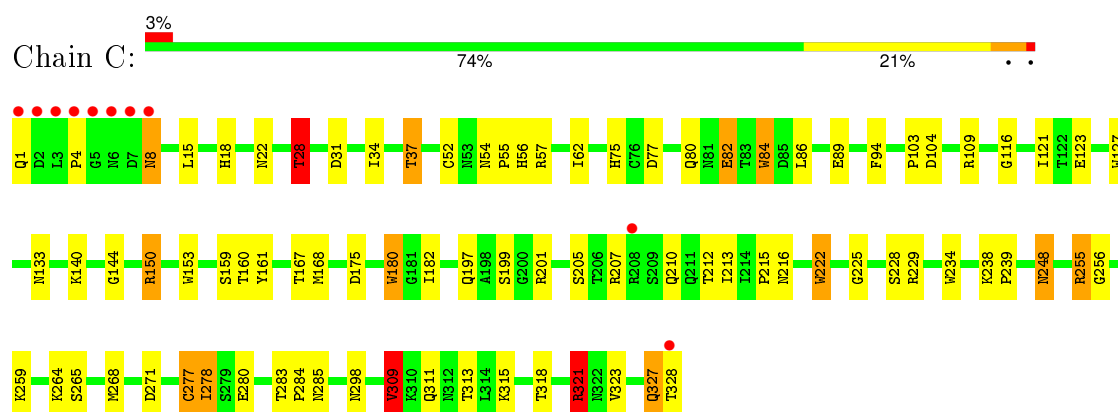 3%
Chain C:
74% 21% • •
Q1 D2 L3 P4 G5 N6 D7 N8 L15 H18 N22 T28 D31 I34 T37 C52 N53 N54 P55 H56 R57 I62 H75 C76 D77 Q80 N81 E82 T83 W84 D85 L86 E89 F94 P103 D104 R109 G116 I121 T122 E123 W127
N133 K140 G144 R150 W153 S159 T160 Y161 T167 M168 D175 W180 G181 I182 Q197 A198 S199 G200 R201 S205 T206 R207 R208 S209 Q210 Q211 T212 I213 I214 P215 N216 W222 G225 S228 R229 W234 K238 P239 N248 R255 G256
K259 K264 S265 M268 D271 C277 I278 S279 E280 T283 P284 N285 N298 V309 K310 Q311 N312 T313 L314 K315 T318 R321 N322 V323 Q327 T328